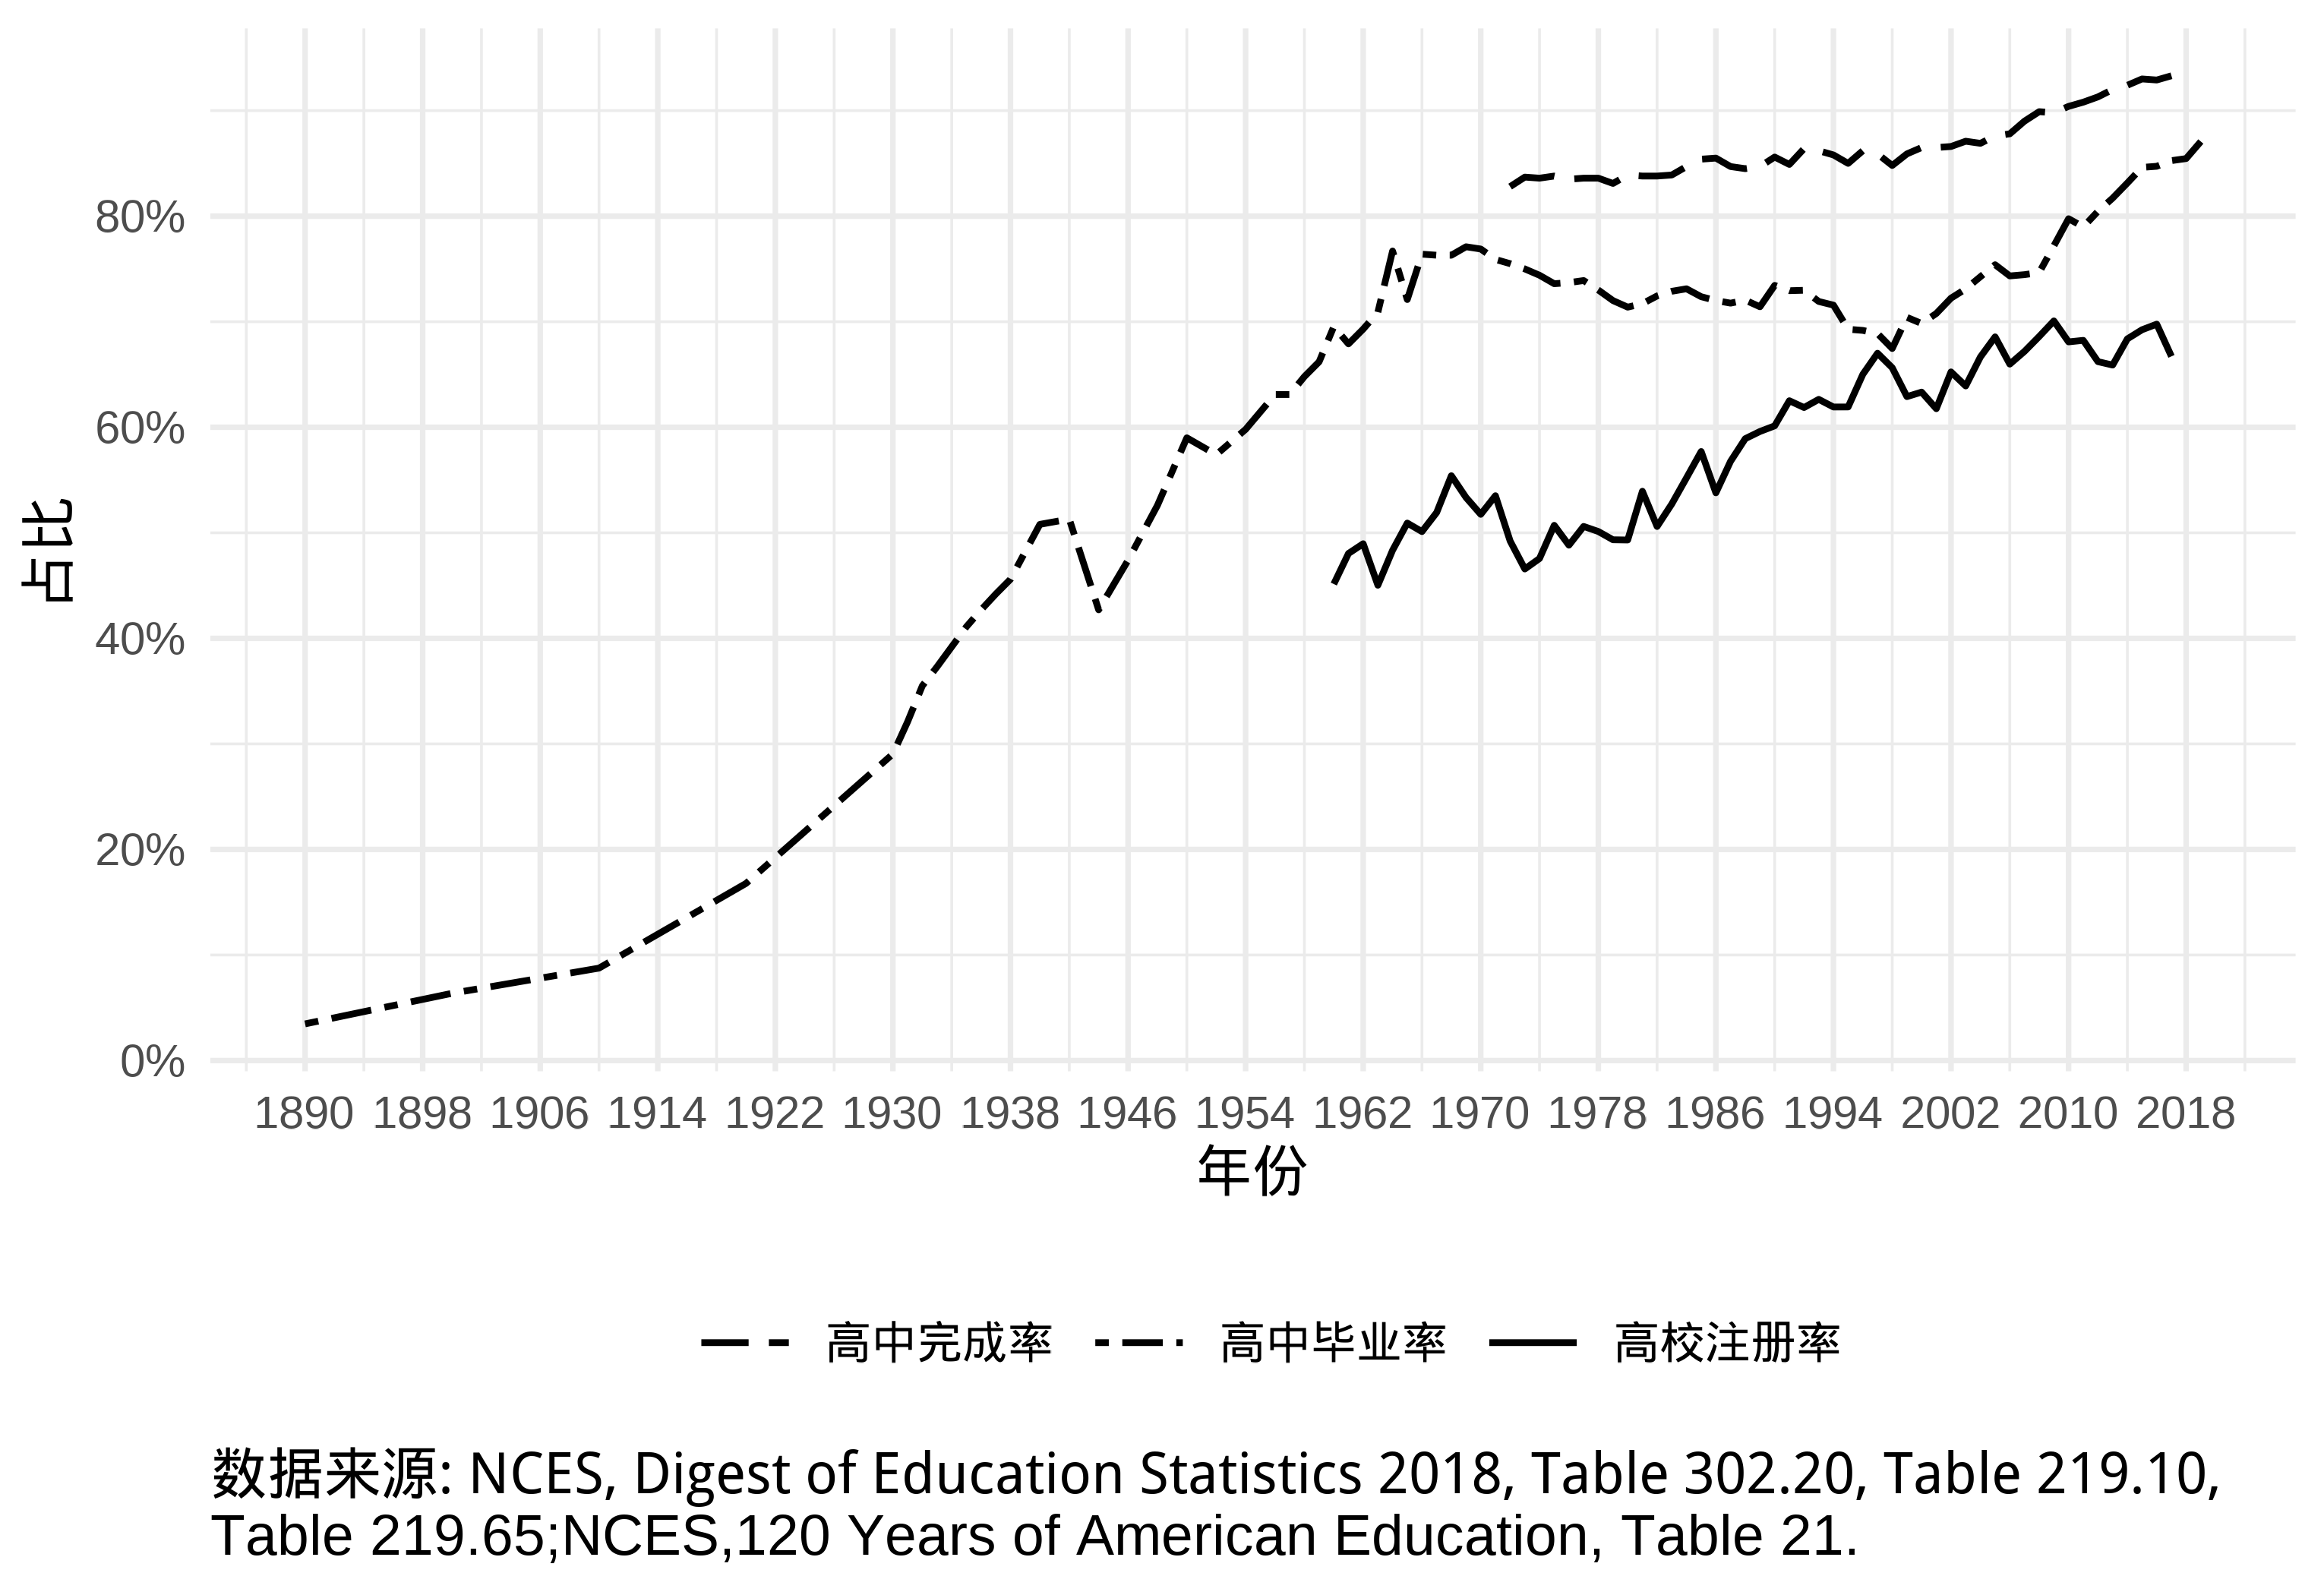 80%
60%
40%
20%
0%
占比
1890 1898 1906 1914 1922 1930 1938 1946 1954 1962 1970 1978 1986 1994 2002 2010 2018
年份
高中完成率 高中毕业率 高校注册率
数据来源: NCES, Digest of Education Statistics 2018, Table 302.20, Table 219.10,
Table 219.65;NCES,120 Years of American Education, Table 21.